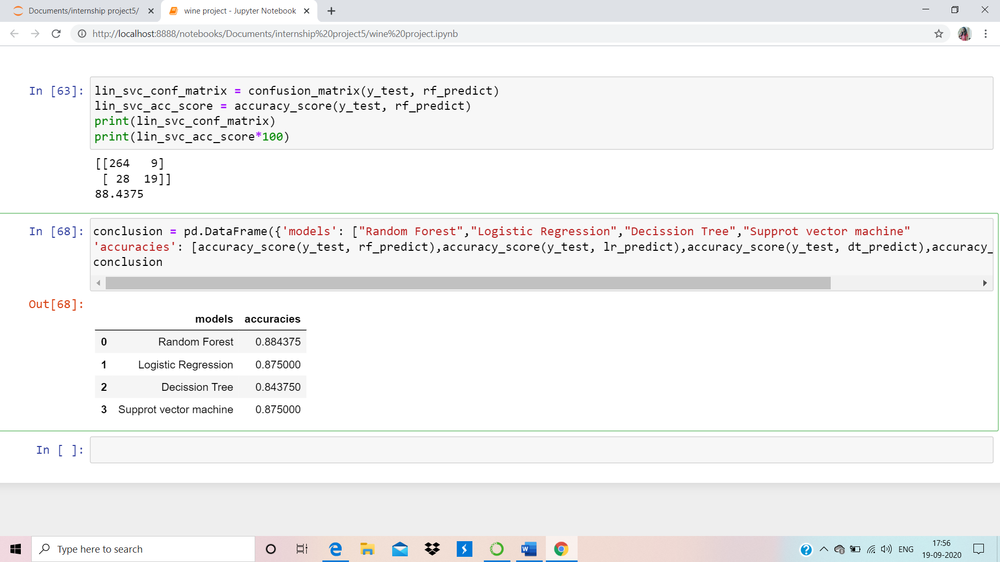 Documents/internship project5/
wine project - Jupyter Notebook
http://localhost:8888/notebooks/Documents/internship%20project5/wine%20project.ipynb
In [63]:
lin_svc_conf_matrix = confusion_matrix(y_test, rf_predict)
lin_svc_acc_score = accuracy_score(y_test, rf_predict)
print(lin_svc_conf_matrix)
print(lin_svc_acc_score*100)
[[264   9]
 [ 28  19]]
88.4375
In [68]:
conclusion = pd.DataFrame({'models': ["Random Forest","Logistic Regression","Decission Tree","Supprot vector machine"
'accuracies': [accuracy_score(y_test, rf_predict),accuracy_score(y_test, lr_predict),accuracy_score(y_test, dt_predict),accuracy_
conclusion
Out[68]:
models accuracies
0 Random Forest 0.884375
1 Logistic Regression 0.875000
2 Decission Tree 0.843750
3 Supprot vector machine 0.875000
In [ ]:
Type here to search
ENG
17:56
19-09-2020